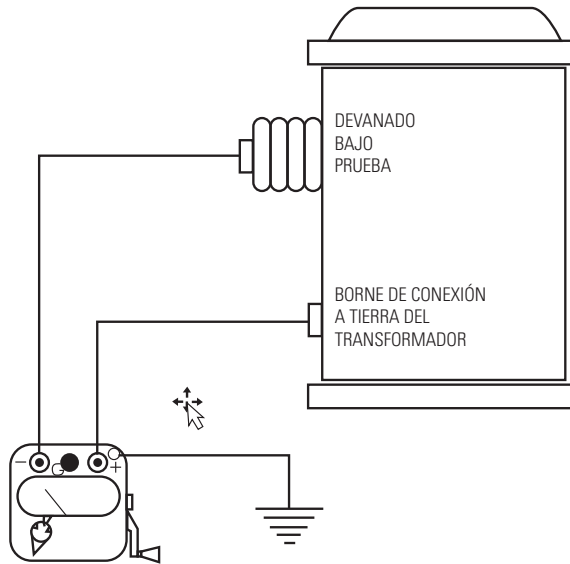 DEVANADO
BAJO
PRUEBA
BORNE DE CONEXIÓN
A TIERRA DEL
TRANSFORMADOR
− G +